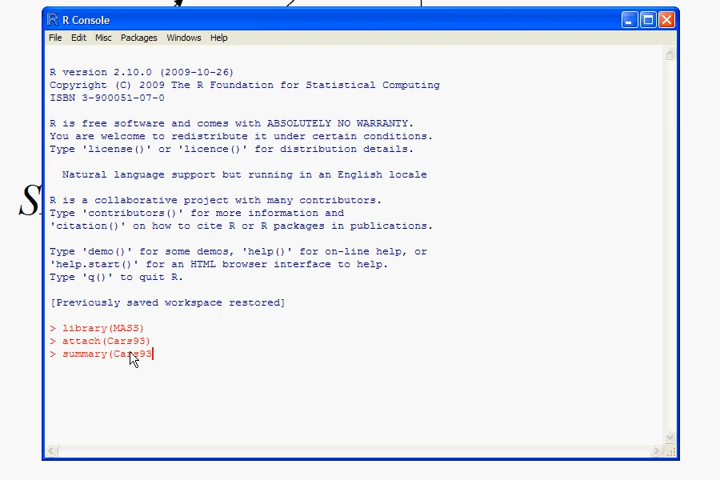 R Console
File Edit Misc Packages Windows Help
R version 2.10.0 (2009-10-26)
Copyright (C) 2009 The R Foundation for Statistical Computing
ISBN 3-900051-07-0
R is free software and comes with ABSOLUTELY NO WARRANTY.
You are welcome to redistribute it under certain conditions.
Type 'license()' or 'licence()' for distribution details.
Natural language support but running in an English locale
R is a collaborative project with many contributors.
Type 'contributors()' for more information and
'citation()' on how to cite R or R packages in publications.
Type 'demo()' for some demos, 'help()' for on-line help, or
'help.start()' for an HTML browser interface to help.
Type 'q()' to quit R.
[Previously saved workspace restored]
> library(MASS)
> attach(Cars93)
> summary(Cars93